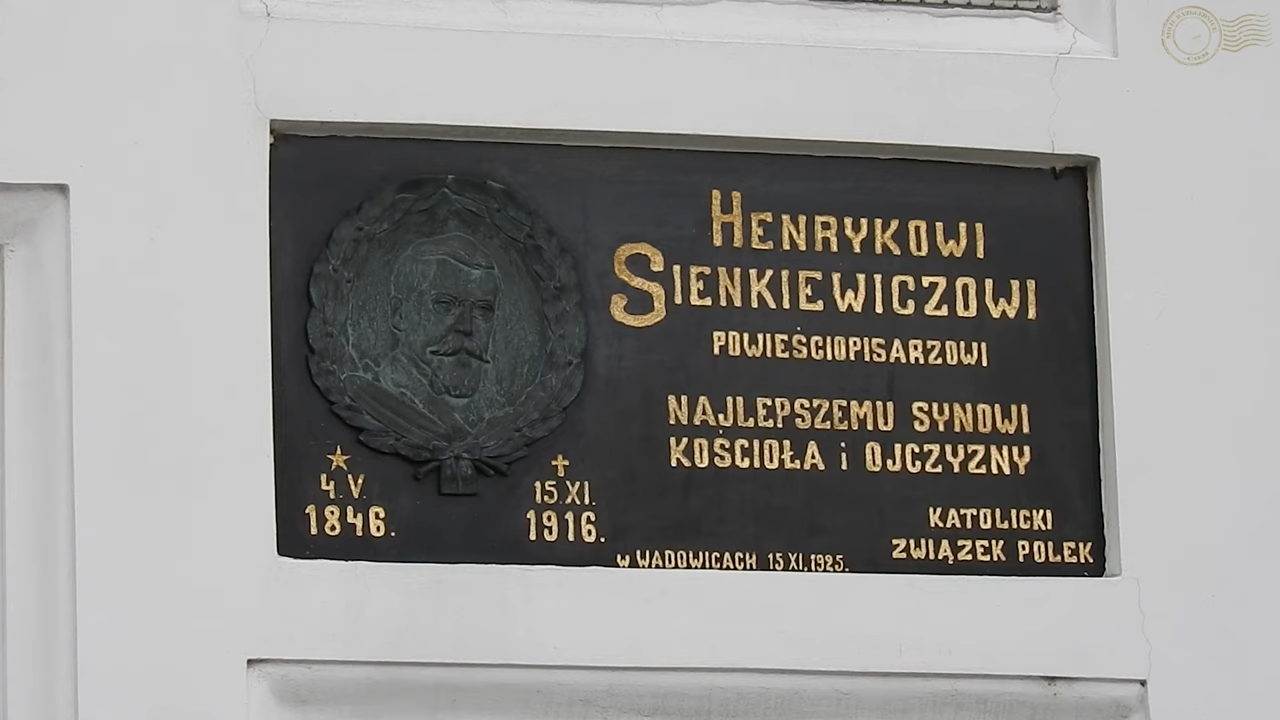 HENRYKOWI
SIENKIEWICZOWI
POWIEŚCIOPISARZOWI
NAJLEPSZEMU SYNOWI
KOŚCIOŁA i OJCZYZNY
4. V.
1846.
15. XI.
1916.
KATOLICKI
ZWIĄZEK POLEK
W WADOWICACH 15 XI. 1925.